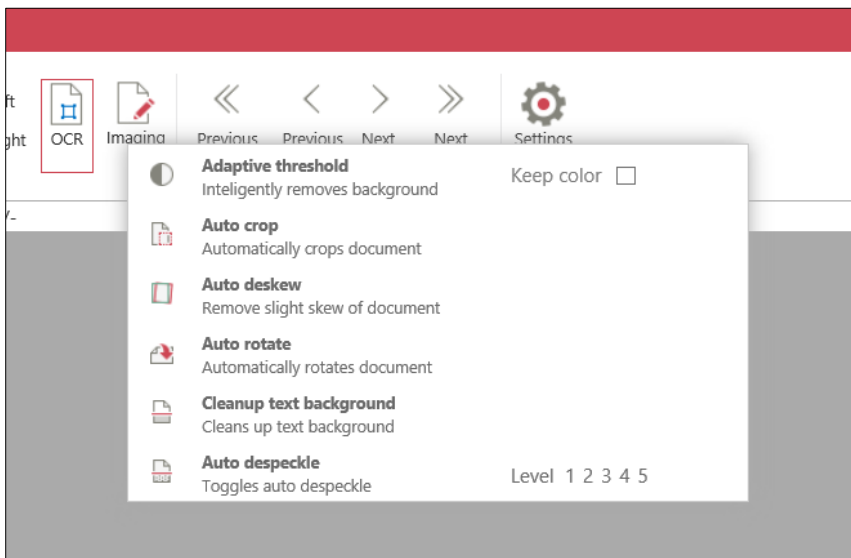 ft
ght
OCR
Imaging
Previous
Previous
Next
Next
Settings
Adaptive threshold
Inteligently removes background
Keep color
Auto crop
Automatically crops document
Auto deskew
Remove slight skew of document
Auto rotate
Automatically rotates document
Cleanup text background
Cleans up text background
Auto despeckle
Toggles auto despeckle
Level 1 2 3 4 5